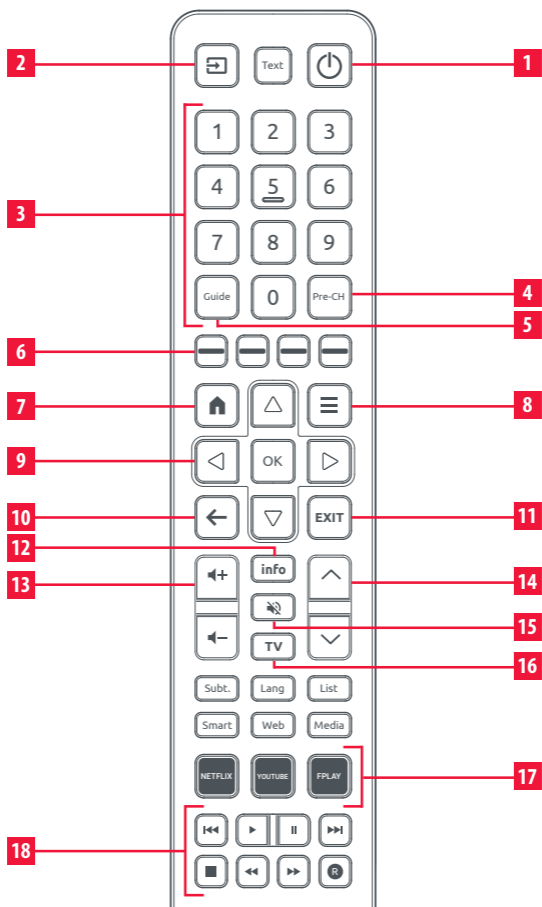 2 Text 1
1 2 3
3 4 5 6
7 8 9
Guide 0 Pre-CH 4
5
6
7 8
9 OK
10 EXIT 11
12 info
13 14
15
TV 16
Subt. Lang List
Smart Web Media
NETFLIX YOUTUBE FPLAY 17
18
R